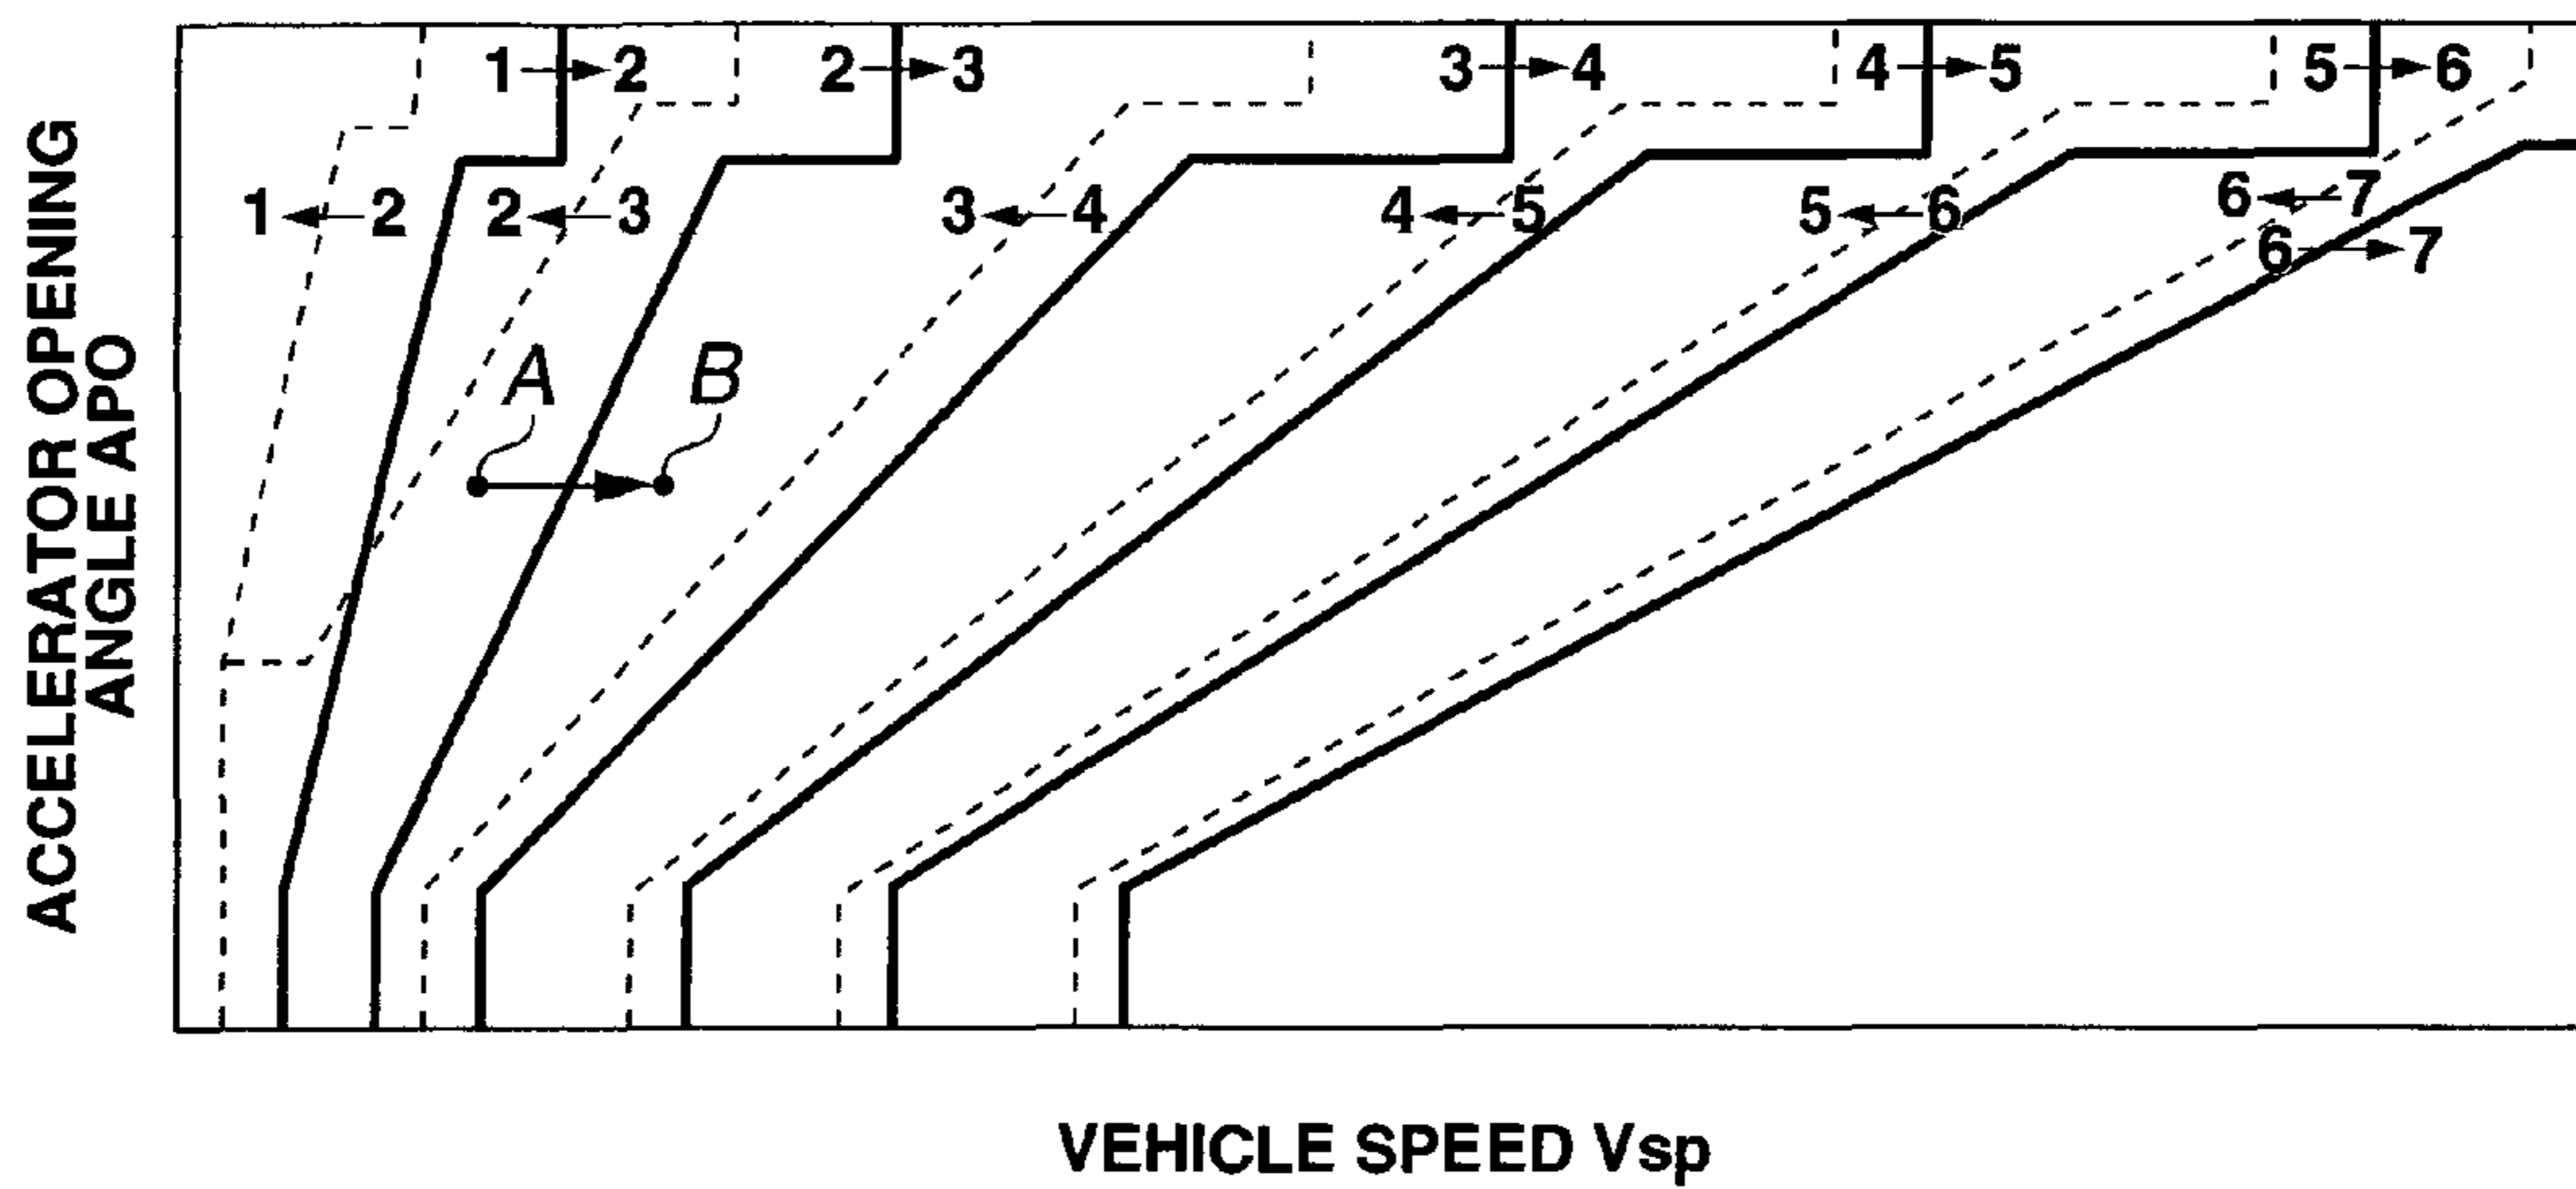 ACCELERATOR OPENING
ANGLE APO
1→2
2→3
3→4
4→5
5→6
1←2
2←3
3←4
4←5
5←6
6←7
6→7
A
B
VEHICLE SPEED Vsp